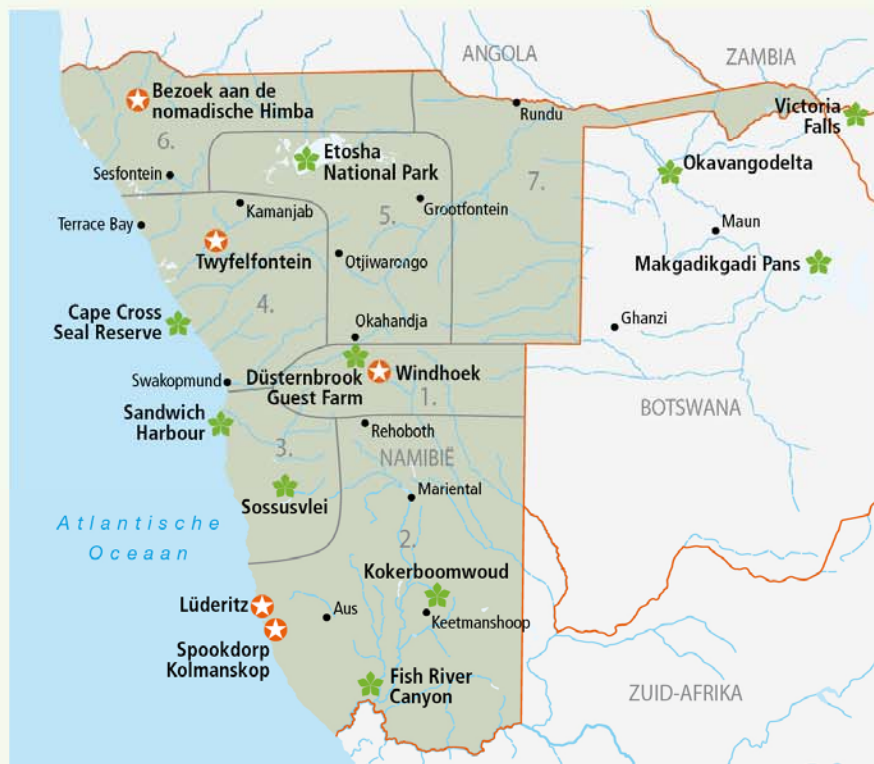 ANGOLA
ZAMBIA
Bezoek aan de
nomadische Himba
Rundu
Victoria
Falls
6.
Etosha
National Park
Okavangodelta
Sesfontein
7.
Kamanjab
Grootfontein
5.
Terrace Bay
Maun
Twyfelfontein
Otjiwarongo
Makgadikgadi Pans
4.
Cape Cross
Seal Reserve
Okahandja
Ghanzi
Swakopmund
Düsternbrook
Guest Farm
Windhoek
1.
BOTSWANA
Sandwich
Harbour
Rehoboth
3.
NAMIBIË
Mariental
Sossusvlei
Atlantische
Oceaan
2.
Kokerboomwoud
Lüderitz
Aus
Keetmanshoop
Spookdorp
Kolmanskop
Fish River
Canyon
ZUID-AFRIKA